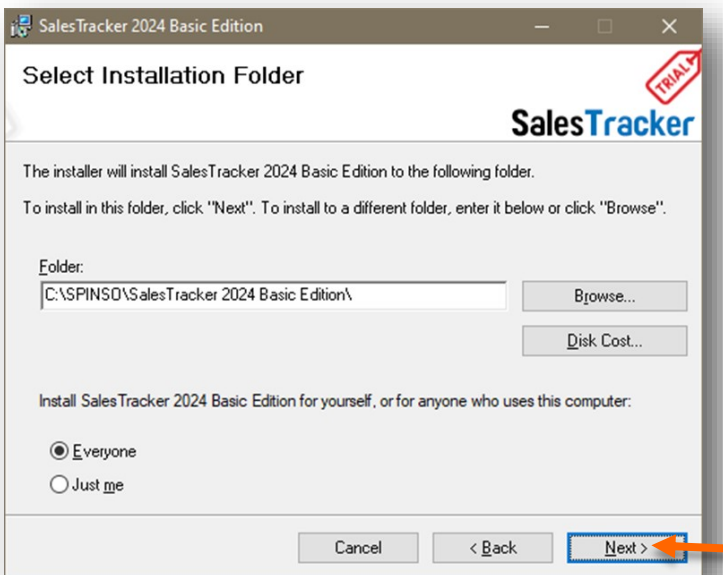 SalesTracker 2024 Basic Edition
Select Installation Folder
TRIAL
SalesTracker
The installer will install SalesTracker 2024 Basic Edition to the following folder.
To install in this folder, click "Next". To install to a different folder, enter it below or click "Browse".
Folder:
C:\SPINSO\SalesTracker 2024 Basic Edition\
Browse...
Disk Cost...
Install SalesTracker 2024 Basic Edition for yourself, or for anyone who uses this computer:
Everyone
Just me
Cancel
< Back
Next >